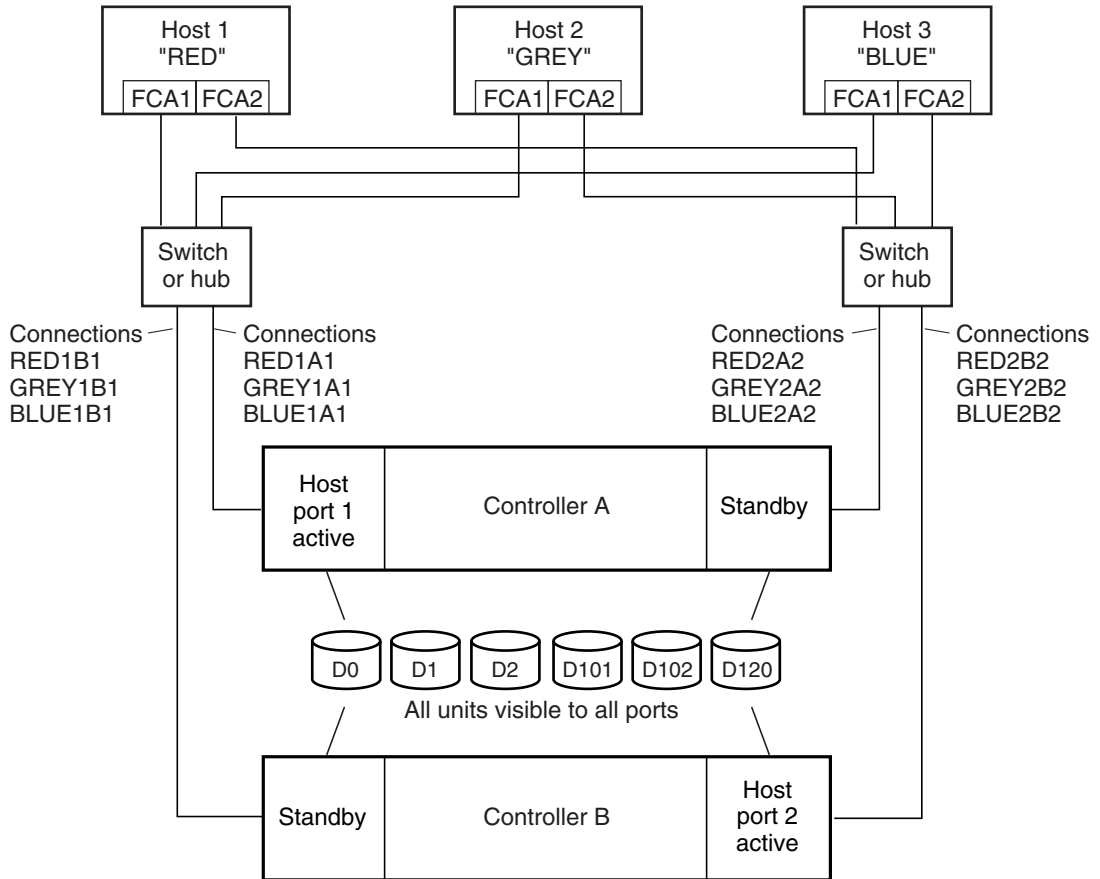 Host 1
"RED"
FCA1 FCA2
Host 2
"GREY"
FCA1 FCA2
Host 3
"BLUE"
FCA1 FCA2
Switch
or hub
Switch
or hub
Connections
RED1B1
GREY1B1
BLUE1B1
Connections
RED1A1
GREY1A1
BLUE1A1
Connections
RED2A2
GREY2A2
BLUE2A2
Connections
RED2B2
GREY2B2
BLUE2B2
Host
port 1
active
Controller A
Standby
D0 D1 D2 D101 D102 D120
All units visible to all ports
Standby
Controller B
Host
port 2
active